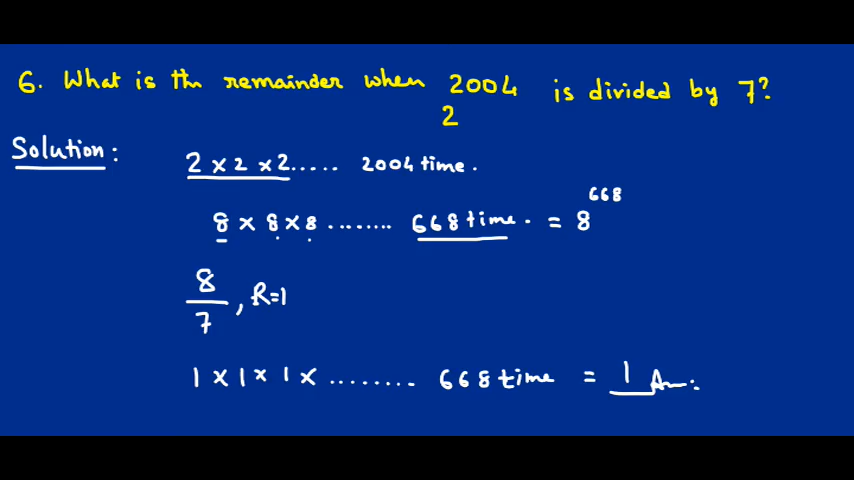 6. What is th remainder when 2^2004 is divided by 7?
Solution:
2 × 2 × 2..... 2004 time.
8 × 8 × 8 ........ 668 time. = 8^668
8/7, R=1
1 × 1 × 1 × ........ 668 time = 1 An: